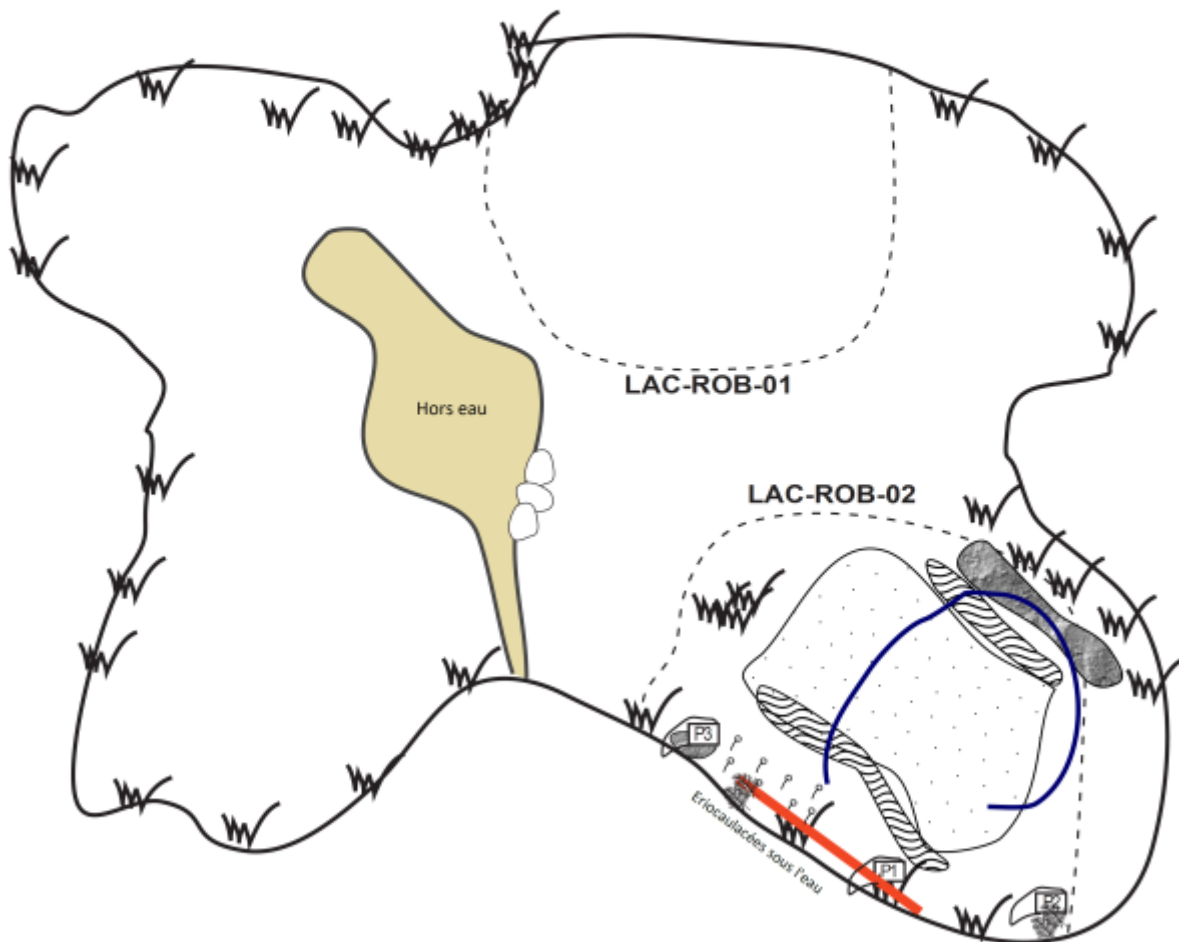 LAC-ROB-01
Hors eau
LAC-ROB-02
P3
Eriocaulacées sous l'eau
P1
P2